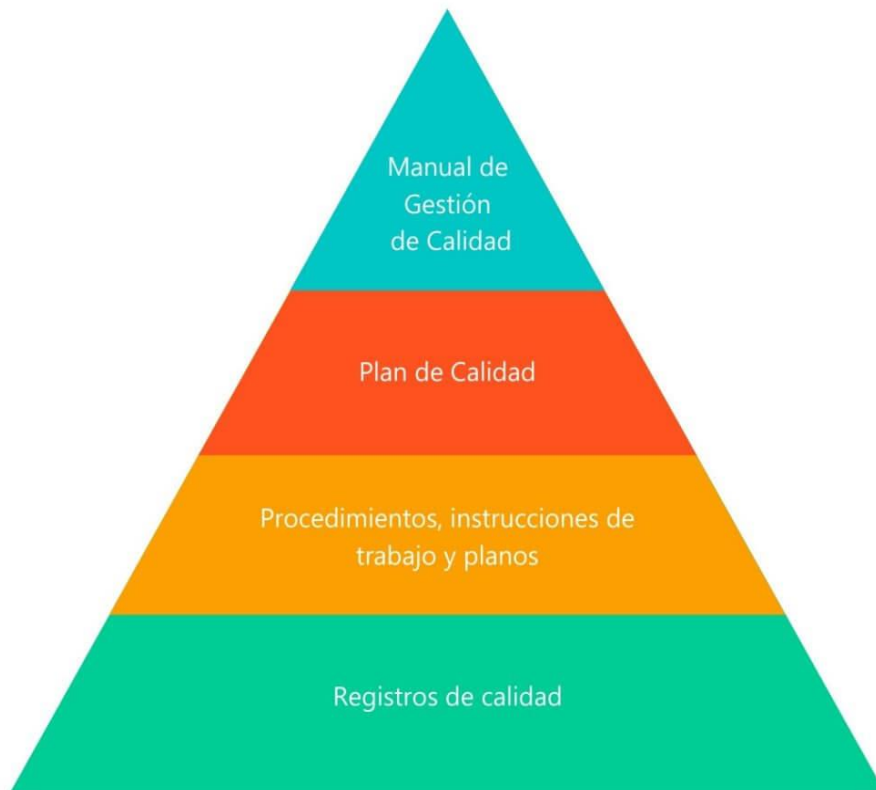 Manual de
Gestión
de Calidad
Plan de Calidad
Procedimientos, instrucciones de
trabajo y planos
Registros de calidad